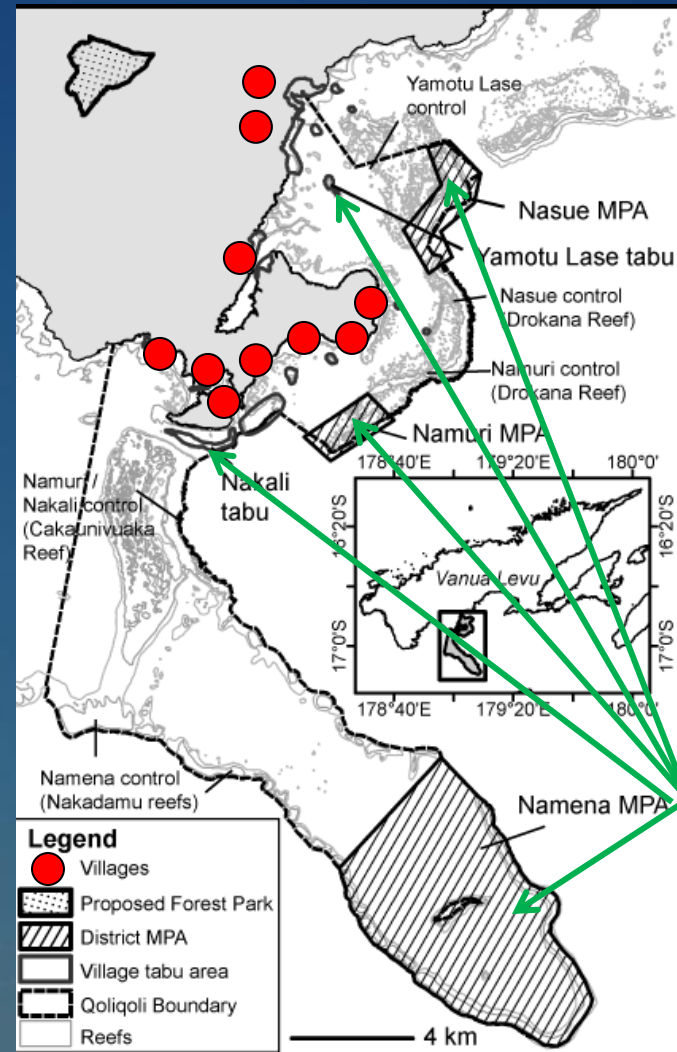 Yamotu Lase
control
Nasue MPA
Yamotu Lase tabu
Nasue control
(Drokana Reef)
Namuri control
(Drokana Reef)
Namuri MPA
178°40'E 179°20'E 180°0'
Nakali
tabu
Namuri /
Nakali control
(Cakaunivuaka
Reef)
16°20'S
16°20'S
Vanua Levu
17°0'S
17°0'S
178°40'E 179°20'E 180°0'
Namena control
(Nakadamu reefs)
Namena MPA
Legend
Villages
Proposed Forest Park
District MPA
Village tabu area
Qoliqoli Boundary
Reefs
4 km